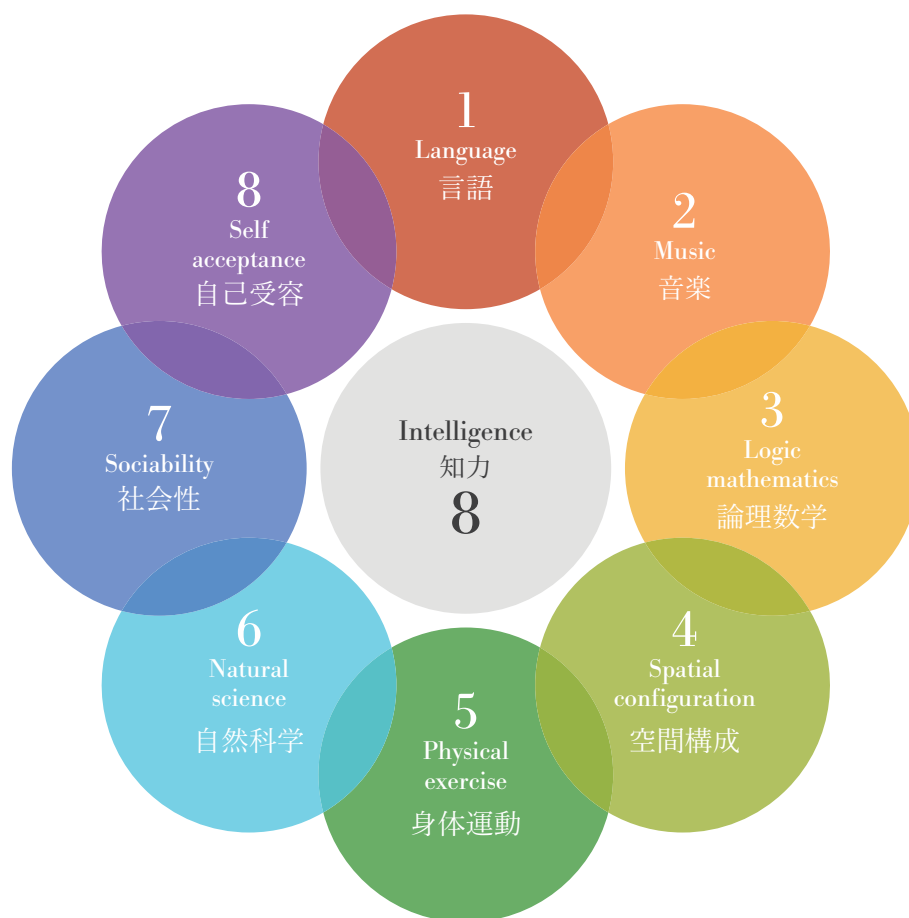 1
Language
言語
2
Music
音楽
3
Logic
mathematics
論理数学
4
Spatial
configuration
空間構成
5
Physical
exercise
身体運動
6
Natural
science
自然科学
7
Sociability
社会性
8
Self
acceptance
自己受容
Intelligence
知力
8